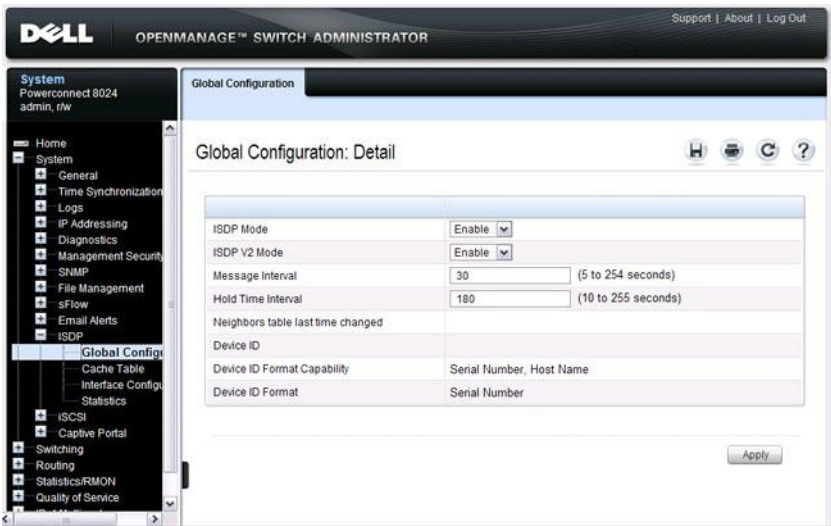 Support | About | Log Out
DELL
OPENMANAGE™ SWITCH ADMINISTRATOR
System
Powerconnect 8024
admin, r/w
Global Configuration
Home
System
General
Time Synchronization
Logs
IP Addressing
Diagnostics
Management Security
SNMP
File Management
sFlow
Email Alerts
ISDP
Global Config
Cache Table
Interface Config
Statistics
iSCSI
Captive Portal
Switching
Routing
Statistics/RMON
Quality of Service
Global Configuration: Detail
ISDP Mode Enable
ISDP V2 Mode Enable
Message Interval 30 (5 to 254 seconds)
Hold Time Interval 180 (10 to 255 seconds)
Neighbors table last time changed
Device ID
Device ID Format Capability Serial Number, Host Name
Device ID Format Serial Number
Apply